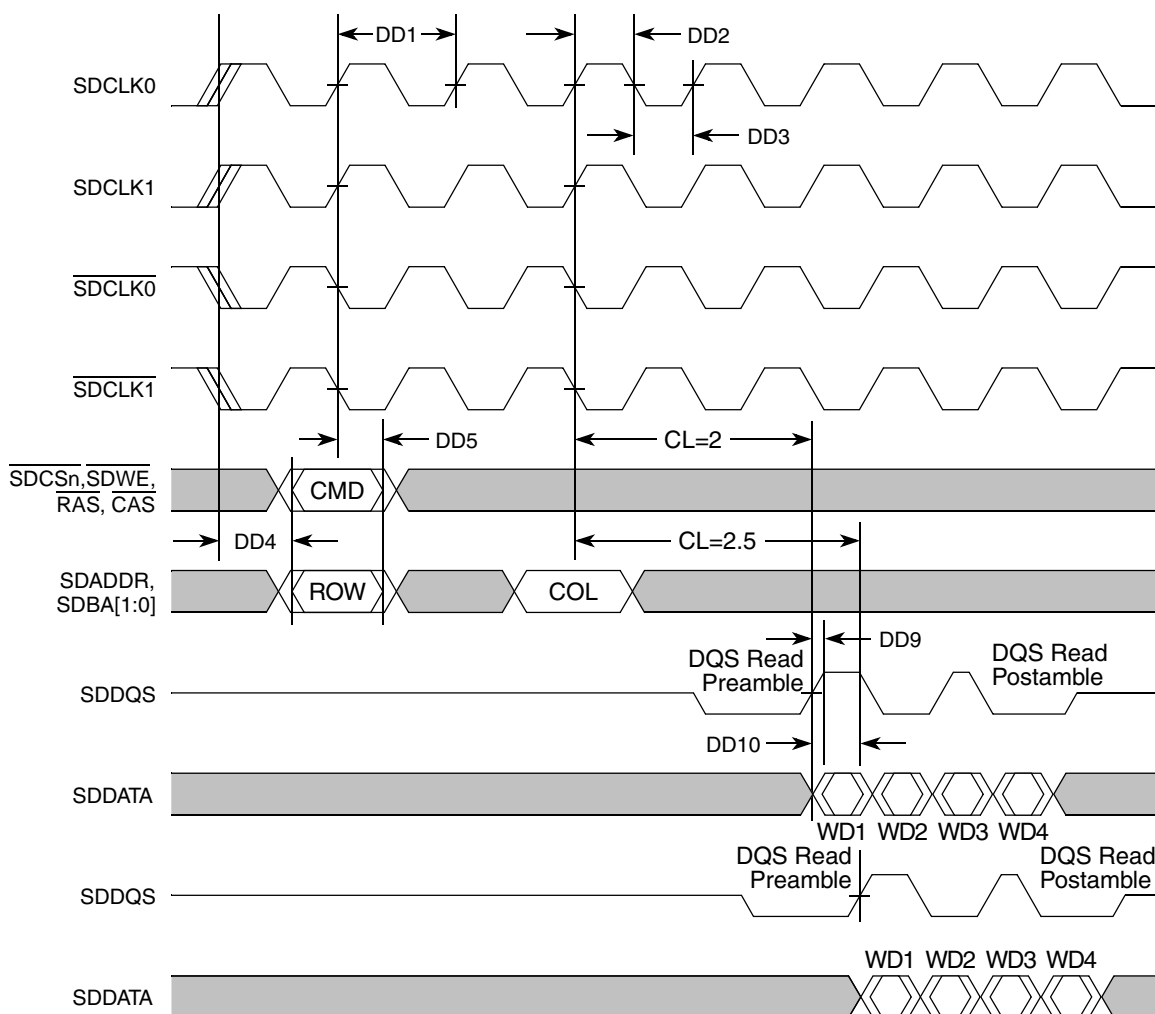 DD1
DD2
SDCLK0
DD3
SDCLK1
SDCLK0
SDCLK1
DD5
CL=2
SDCSn,SDWE,
RAS, CAS
CMD
DD4
CL=2.5
SDADDR,
SDBA[1:0]
ROW
COL
DD9
DQS Read
Preamble
DQS Read
Postamble
SDDQS
DD10
SDDATA
WD1 WD2 WD3 WD4
DQS Read
Preamble
DQS Read
Postamble
SDDQS
WD1 WD2 WD3 WD4
SDDATA